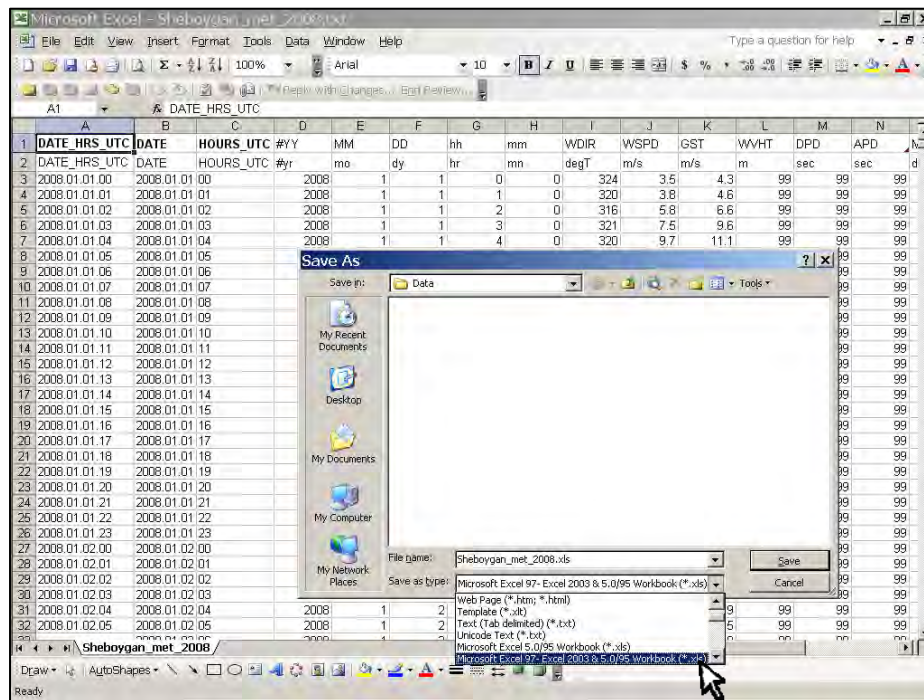 Microsoft Excel - Sheboygan_met_2008.txt
File Edit View Insert Format Tools Data Window Help Type a question for help
100% Arial 10 B I U $ %
Reply with Changes... End Review...
A1 fx DATE_HRS_UTC
A B C D E F G H I J K L M N
1 DATE_HRS_UTC DATE HOURS_UTC #YY MM DD hh mm WDIR WSPD GST WVHT DPD APD
2 DATE_HRS_UTC DATE HOURS_UTC #yr mo dy hr mn degT m/s m/s m sec sec d
3 2008.01.01.00 2008.01.01 00 2008 1 1 0 0 324 3.5 4.3 99 99 99
4 2008.01.01.01 2008.01.01 01 2008 1 1 1 0 320 3.8 4.6 99 99 99
5 2008.01.01.02 2008.01.01 02 2008 1 1 2 0 316 5.8 6.6 99 99 99
6 2008.01.01.03 2008.01.01 03 2008 1 1 3 0 321 7.5 9.6 99 99 99
7 2008.01.01.04 2008.01.01 04 2008 1 1 4 0 320 9.7 11.1 99 99 99
8 2008.01.01.05 2008.01.01 05 99
9 2008.01.01.06 2008.01.01 06 99
10 2008.01.01.07 2008.01.01 07 99
11 2008.01.01.08 2008.01.01 08 99
12 2008.01.01.09 2008.01.01 09 99
13 2008.01.01.10 2008.01.01 10 99
14 2008.01.01.11 2008.01.01 11 99
15 2008.01.01.12 2008.01.01 12 99
16 2008.01.01.13 2008.01.01 13 99
17 2008.01.01.14 2008.01.01 14 99
18 2008.01.01.15 2008.01.01 15 99
19 2008.01.01.16 2008.01.01 16 99
20 2008.01.01.17 2008.01.01 17 99
21 2008.01.01.18 2008.01.01 18 99
22 2008.01.01.19 2008.01.01 19 99
23 2008.01.01.20 2008.01.01 20 99
24 2008.01.01.21 2008.01.01 21 99
25 2008.01.01.22 2008.01.01 22 99
26 2008.01.01.23 2008.01.01 23 99
27 2008.01.02.00 2008.01.02 00 99
28 2008.01.02.01 2008.01.02 01 99
29 2008.01.02.02 2008.01.02 02 99
30 2008.01.02.03 2008.01.02 03 99
31 2008.01.02.04 2008.01.02 04 2008 1 2 9 99 99
32 2008.01.02.05 2008.01.02 05 2008 1 2 5 99 99
Save As
Save in: Data Tools
My Recent
Documents
Desktop
My Documents
My Computer
My Network
Places
File name: Sheboygan_met_2008.xls Save
Save as type: Microsoft Excel 97- Excel 2003 & 5.0/95 Workbook (*.xls) Cancel
Web Page (*.htm; *.html)
Template (*.xlt)
Text (Tab delimited) (*.txt)
Unicode Text (*.txt)
Microsoft Excel 5.0/95 Workbook (*.xls)
Microsoft Excel 97- Excel 2003 & 5.0/95 Workbook (*.xls)
Sheboygan_met_2008
Draw AutoShapes
Ready